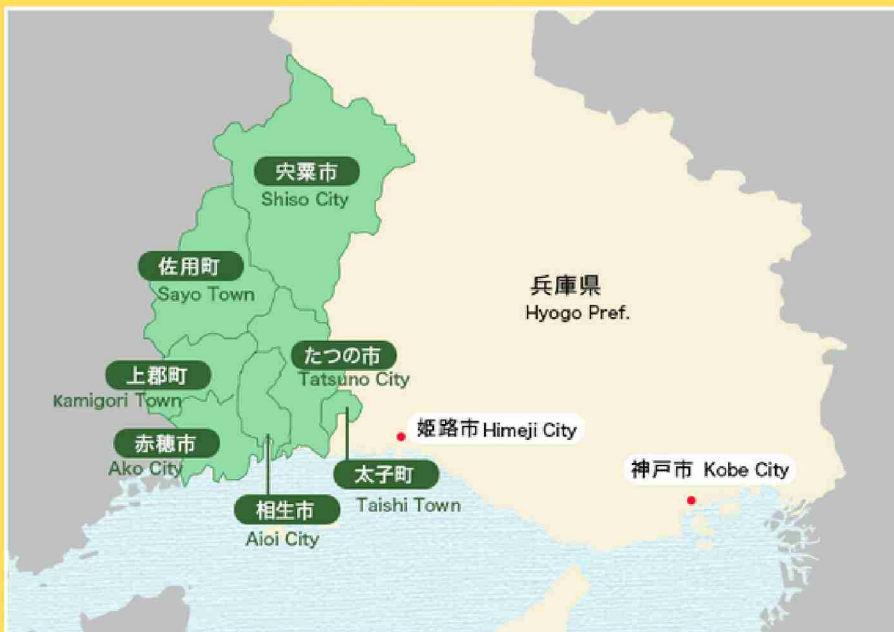 宍粟市
Shiso City
佐用町
Sayo Town
兵庫県
Hyogo Pref.
たつの市
Tatsuno City
上郡町
Kamigori Town
姫路市 Himeji City
赤穂市
Ako City
太子町
Taishi Town
神戸市 Kobe City
相生市
Aioi City